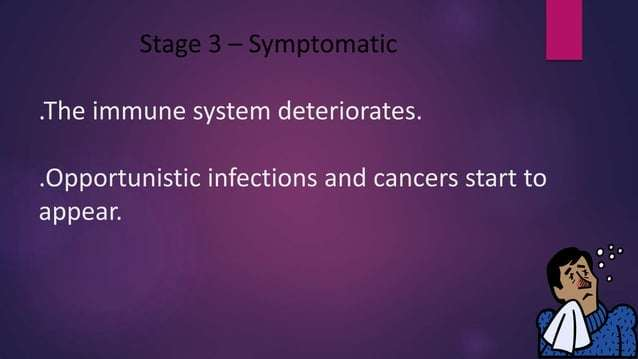 Stage 3 – Symptomatic
.The immune system deteriorates.
.Opportunistic infections and cancers start to
appear.